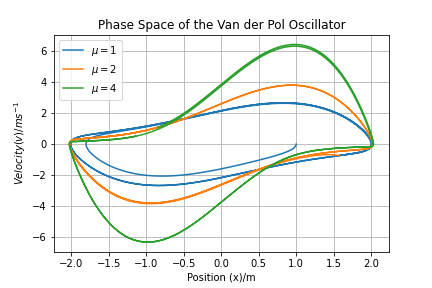 Phase Space of the Van der Pol Oscillator
μ = 1
μ = 2
μ = 4
6
4
2
0
−2
−4
−6
Velocity(v)/ms⁻¹
−2.0 −1.5 −1.0 −0.5 0.0 0.5 1.0 1.5 2.0
Position (x)/m